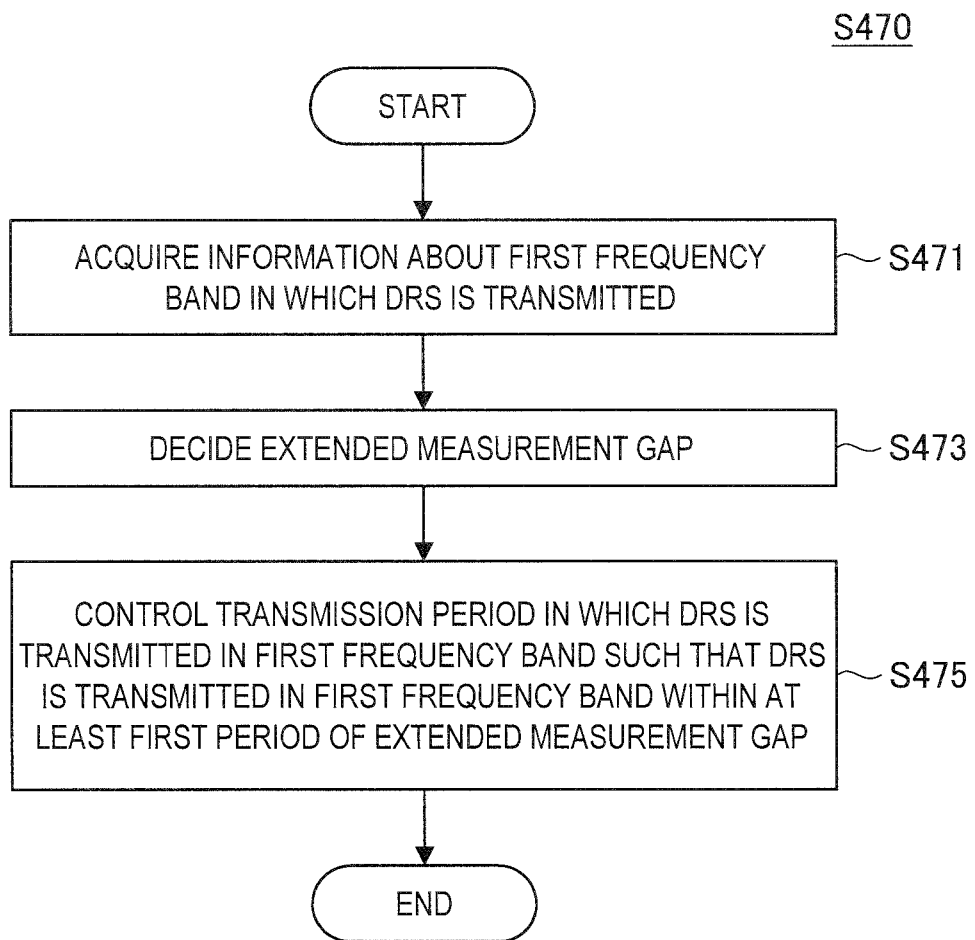 S470
START
ACQUIRE INFORMATION ABOUT FIRST FREQUENCY
BAND IN WHICH DRS IS TRANSMITTED
S471
DECIDE EXTENDED MEASUREMENT GAP
S473
CONTROL TRANSMISSION PERIOD IN WHICH DRS IS
TRANSMITTED IN FIRST FREQUENCY BAND SUCH THAT DRS
IS TRANSMITTED IN FIRST FREQUENCY BAND WITHIN AT
LEAST FIRST PERIOD OF EXTENDED MEASUREMENT GAP
S475
END